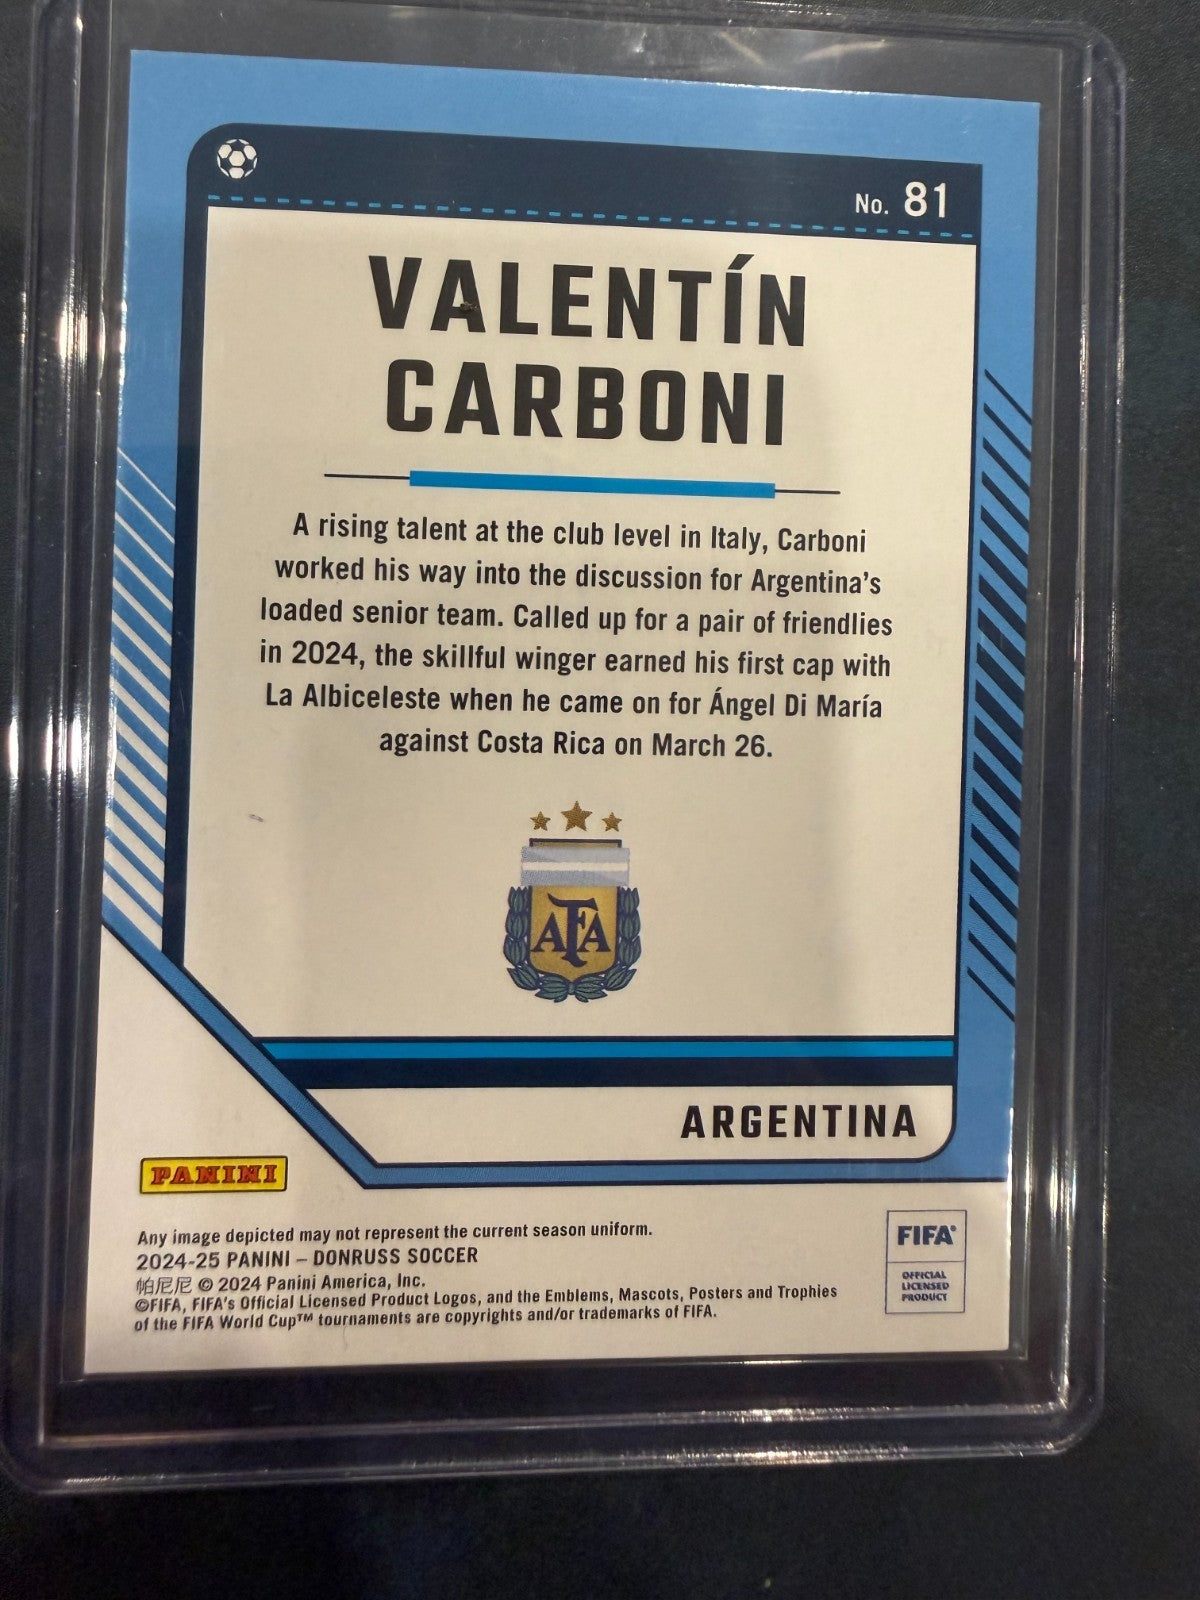 No. 81
VALENTÍN
CARBONI
A rising talent at the club level in Italy, Carboni
worked his way into the discussion for Argentina's
loaded senior team. Called up for a pair of friendlies
in 2024, the skillful winger earned his first cap with
La Albiceleste when he came on for Ángel Di María
against Costa Rica on March 26.
AFA
ARGENTINA
PANINI
Any image depicted may not represent the current season uniform.
2024-25 PANINI – DONRUSS SOCCER
帕尼尼 © 2024 Panini America, Inc.
©FIFA, FIFA's Official Licensed Product Logos, and the Emblems, Mascots, Posters and Trophies
of the FIFA World Cup™ tournaments are copyrights and/or trademarks of FIFA.
FIFA®
OFFICIAL
LICENSED
PRODUCT